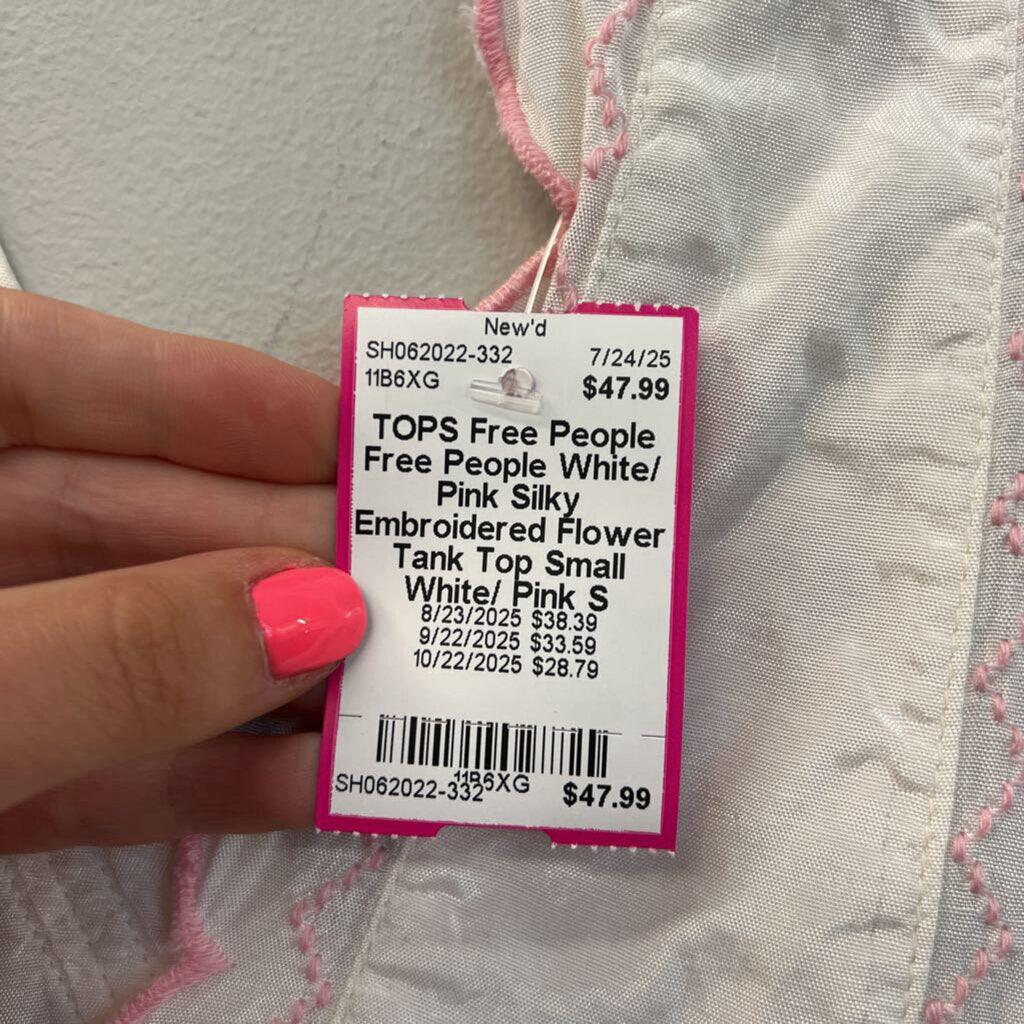 New'd
SH062022-332 7/24/25
11B6XG $47.99
TOPS Free People
Free People White/
Pink Silky
Embroidered Flower
Tank Top Small
White/ Pink S
8/23/2025 $38.39
9/22/2025 $33.59
10/22/2025 $28.79
11B6XG
SH062022-332 $47.99